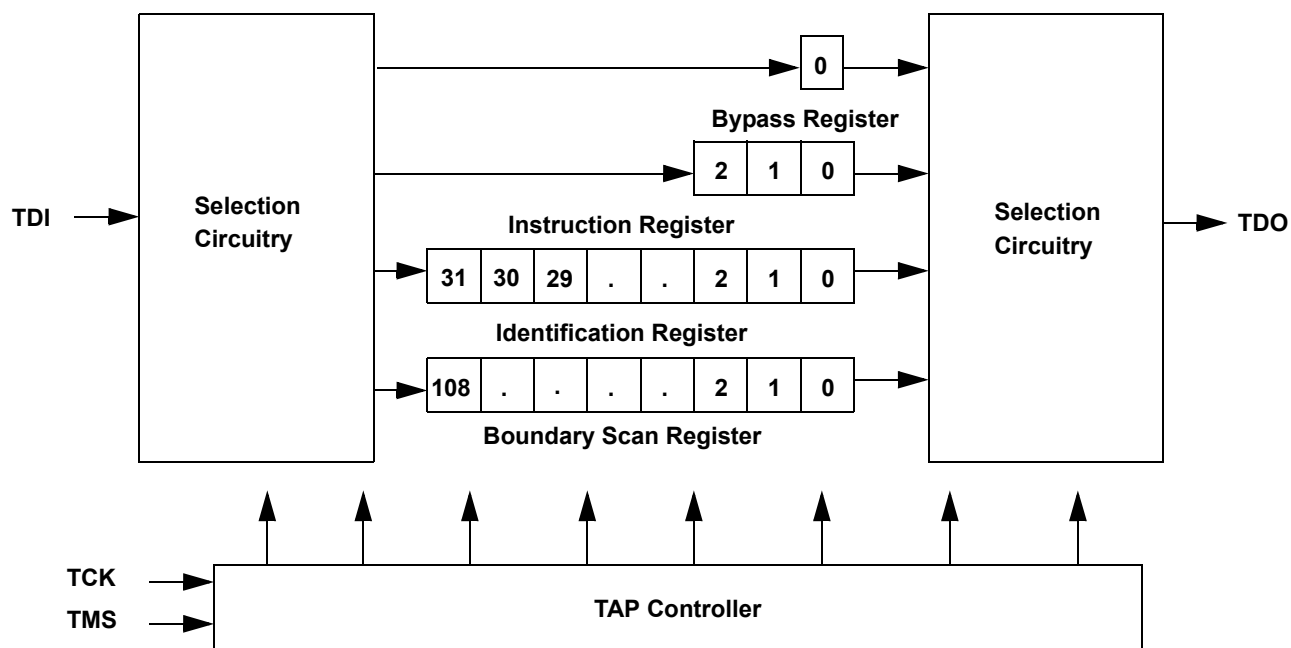 0
Bypass Register
2 1 0
Selection
Circuitry
Selection
Circuitry
TDI
TDO
Instruction Register
31 30 29 . . 2 1 0
Identification Register
108 . . . . 2 1 0
Boundary Scan Register
TCK
TMS
TAP Controller